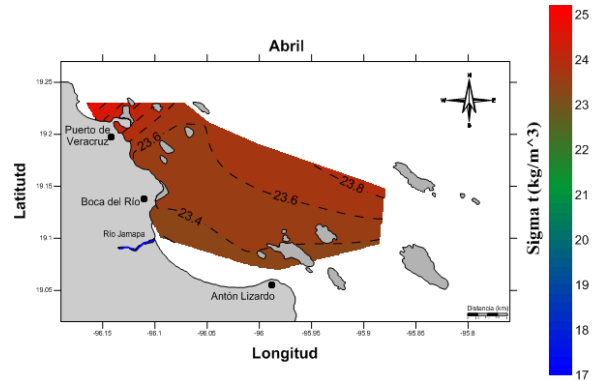 Abril
25
24
23
22
21
20
19
18
17
Sigma t (kg/m^3)
19.25
19.2
19.15
19.1
19.05
Latitutd
N
W
E
S
Puerto de
Veracruz
23.6
Boca del Río
23.8
23.6
23.4
Río Jamapa
Antón Lizardo
Distancia (km)
-96.15
-96.1
-96.05
-96
-95.95
-95.9
-95.85
-95.8
Longitud